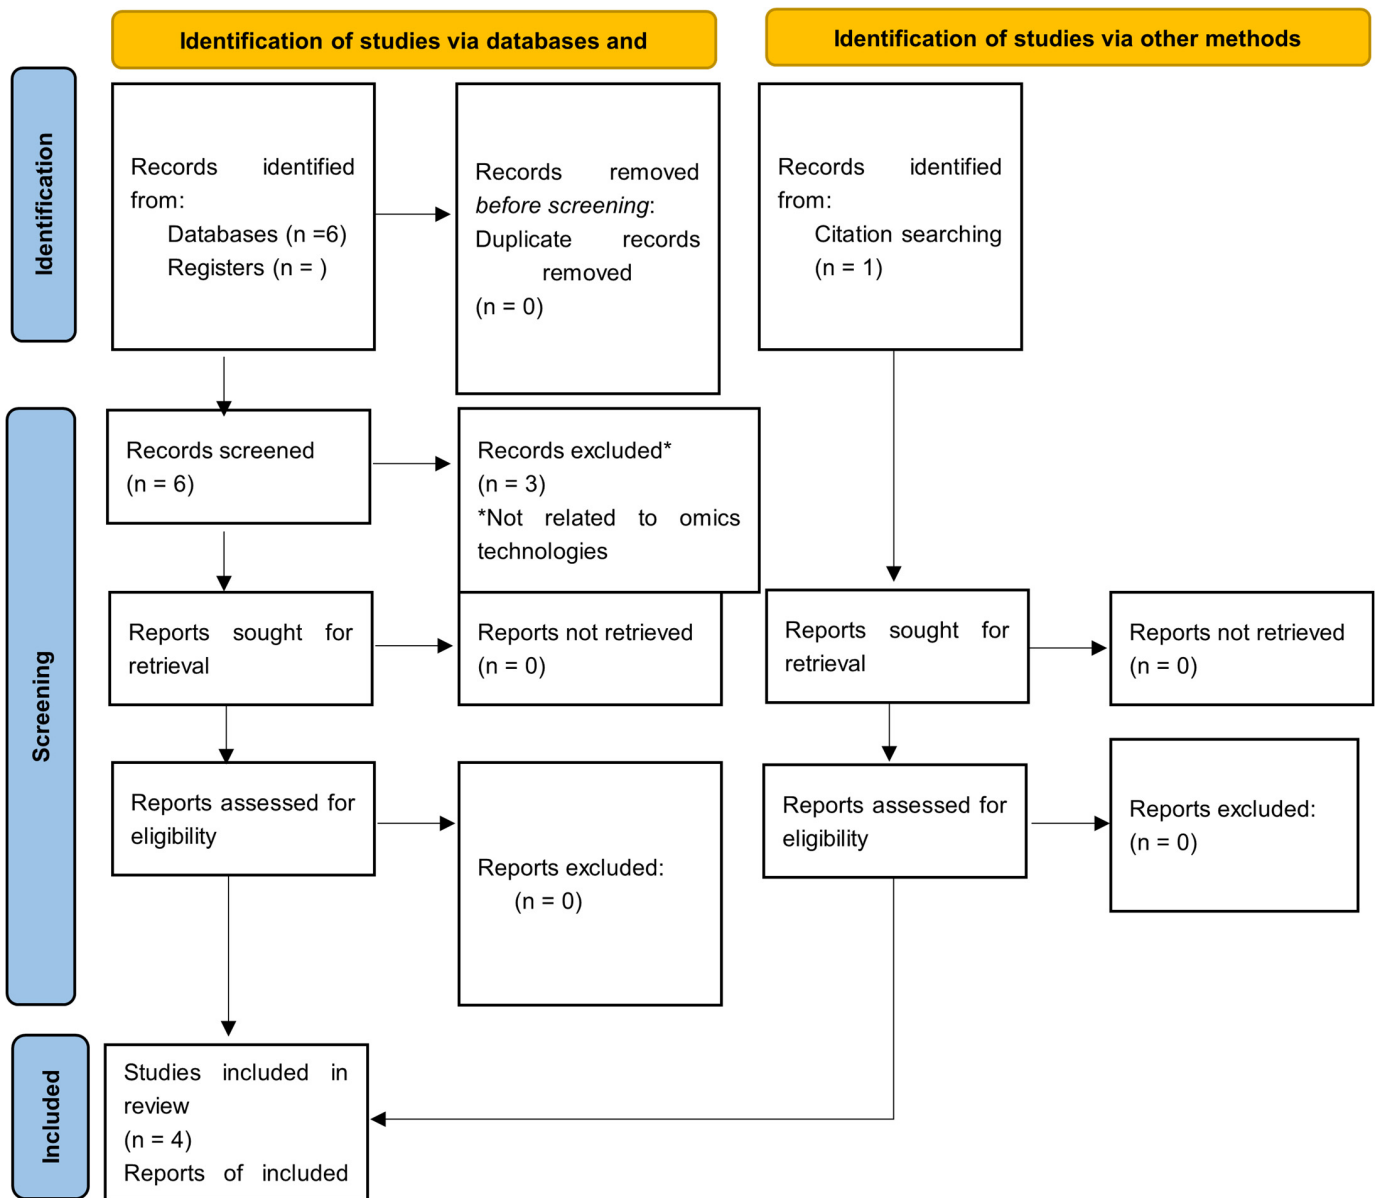 Identification of studies via databases and
Identification of studies via other methods
Identification
Records identified
from:
Databases (n =6)
Registers (n = )
Records removed
before screening:
Duplicate records
removed
(n = 0)
Records identified
from:
Citation searching
(n = 1)
Screening
Records screened
(n = 6)
Records excluded*
(n = 3)
*Not related to omics
technologies
Reports sought for
retrieval
Reports not retrieved
(n = 0)
Reports sought for
retrieval
Reports not retrieved
(n = 0)
Reports assessed for
eligibility
Reports excluded:
(n = 0)
Reports assessed for
eligibility
Reports excluded:
(n = 0)
Included
Studies included in
review
(n = 4)
Reports of included